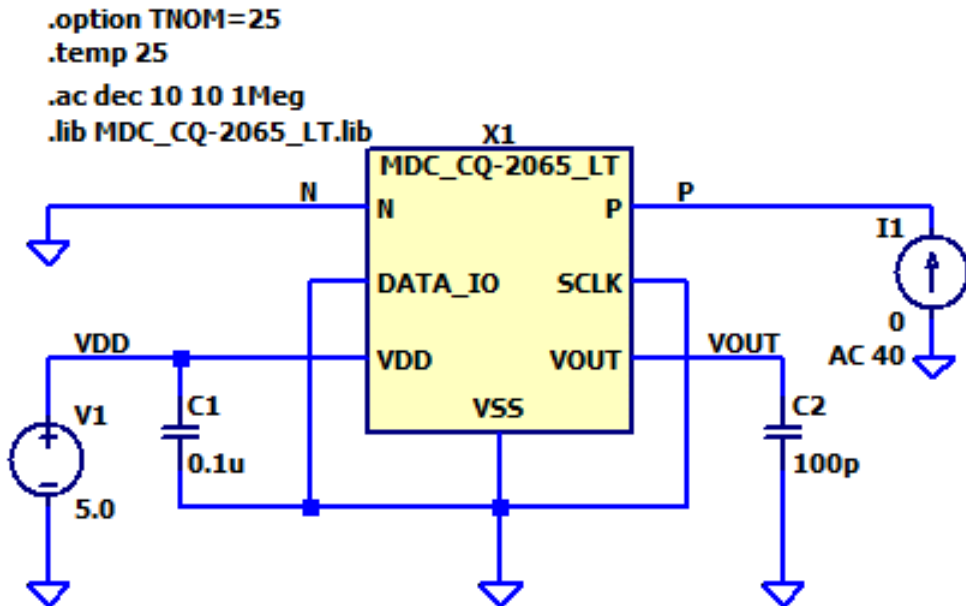 .option TNOM=25
.temp 25
.ac dec 10 10 1Meg
.lib MDC_CQ-2065_LT.lib
X1
MDC_CQ-2065_LT
N
N
P
P
I1
DATA_IO
SCLK
0
VDD
VDD
VOUT
VOUT
AC 40
V1
C1
VSS
C2
0.1u
100p
5.0